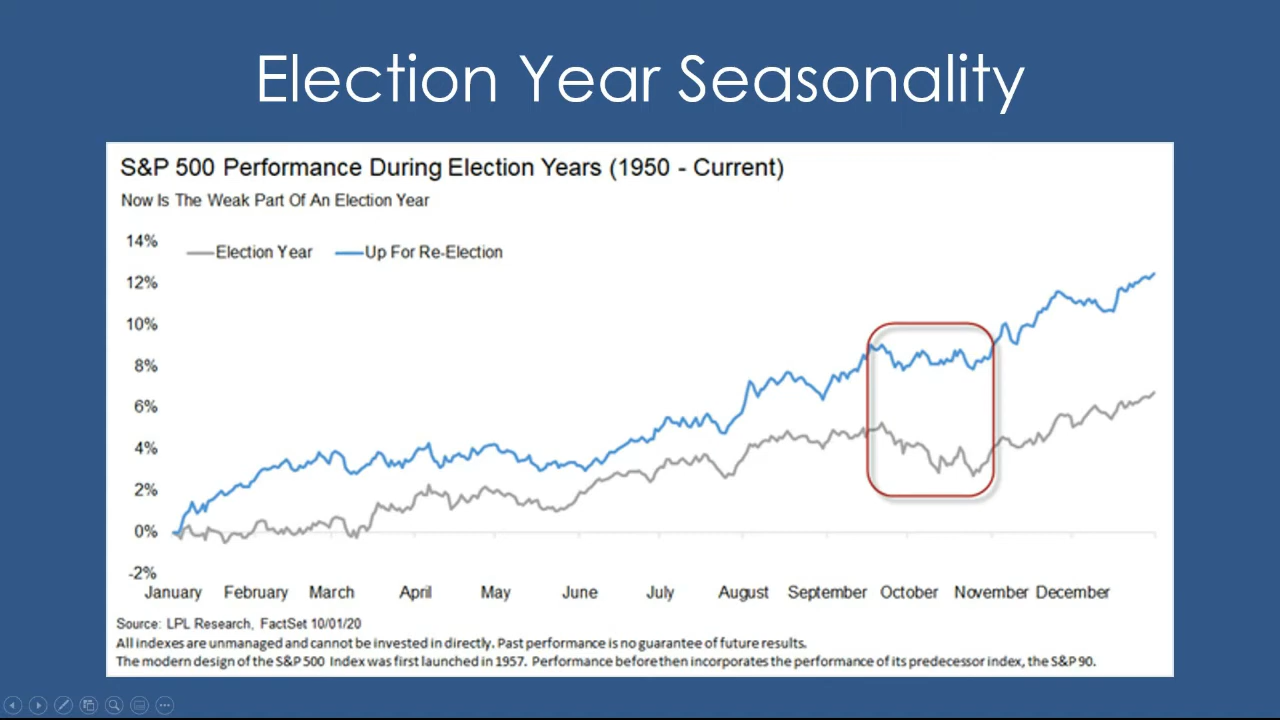 Election Year Seasonality
S&P 500 Performance During Election Years (1950 - Current)
Now Is The Weak Part Of An Election Year
14%
Election Year Up For Re-Election
12%
10%
8%
6%
4%
2%
0%
-2%
January February March April May June July August September October November December
Source: LPL Research, FactSet 10/01/20
All indexes are unmanaged and cannot be invested in directly. Past performance is no guarantee of future results.
The modern design of the S&P 500 Index was first launched in 1957. Performance before then incorporates the performance of its predecessor index, the S&P 90.